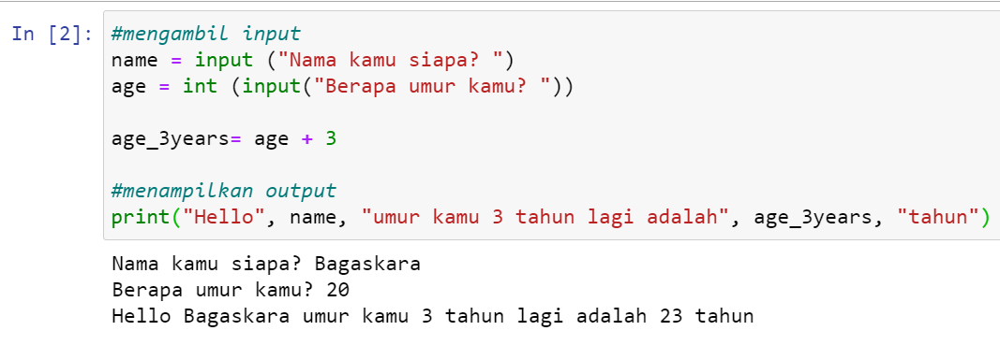 In [2]: #mengambil input
name = input ("Nama kamu siapa? ")
age = int (input("Berapa umur kamu? "))
age_3years= age + 3
#menampilkan output
print("Hello", name, "umur kamu 3 tahun lagi adalah", age_3years, "tahun")
Nama kamu siapa? Bagaskara
Berapa umur kamu? 20
Hello Bagaskara umur kamu 3 tahun lagi adalah 23 tahun